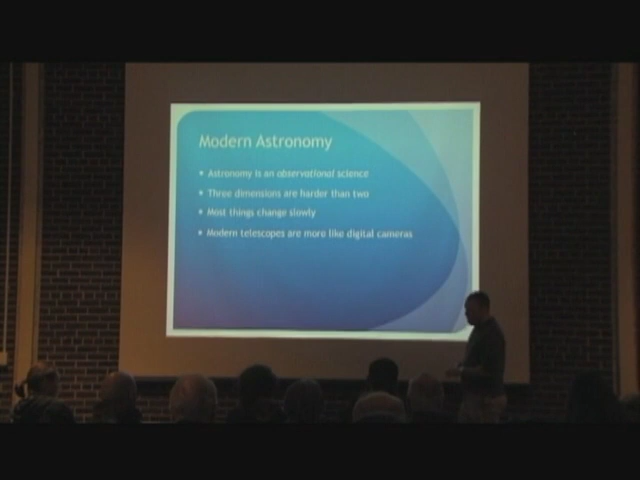 Modern Astronomy
Astronomy is an observational science
Three dimensions are harder than two
Most things change slowly
Modern telescopes are more like digital cameras